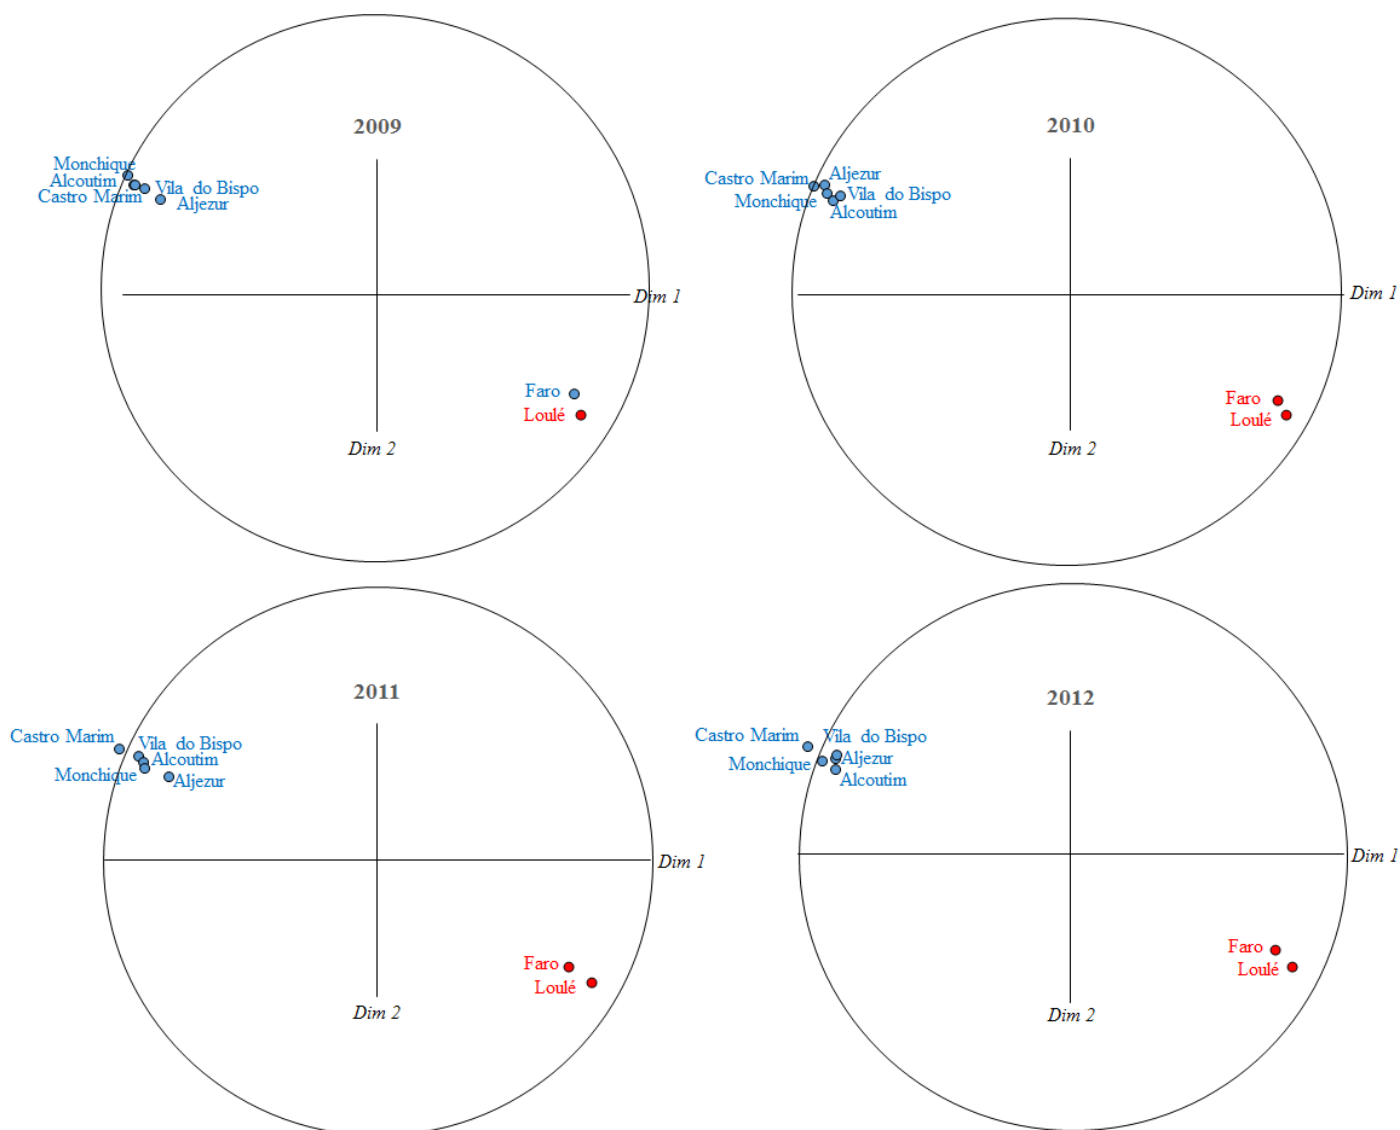 2009
Monchique
Alcoutim
Castro Marim
Vila do Bispo
Aljezur
Dim 1
Faro
Loulé
Dim 2
2010
Castro Marim
Aljezur
Monchique
Vila do Bispo
Alcoutim
Dim 1
Faro
Loulé
Dim 2
2011
Castro Marim
Vila do Bispo
Alcoutim
Monchique
Aljezur
Dim 1
Faro
Loulé
Dim 2
2012
Castro Marim
Vila do Bispo
Monchique
Aljezur
Alcoutim
Dim 1
Faro
Loulé
Dim 2